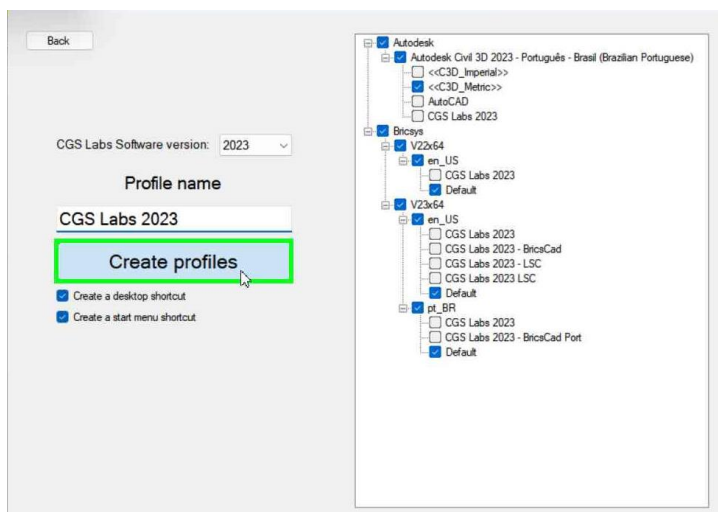 Back
CGS Labs Software version: 2023
Profile name
CGS Labs 2023
Create profiles
Create a desktop shortcut
Create a start menu shortcut
Autodesk
Autodesk Civil 3D 2023 - Português - Brasil (Brazilian Portuguese)
<<C3D_Imperial>>
<<C3D_Metric>>
AutoCAD
CGS Labs 2023
Bricsys
V22x64
en_US
CGS Labs 2023
Default
V23x64
en_US
CGS Labs 2023
CGS Labs 2023 - BricsCad
CGS Labs 2023 - LSC
CGS Labs 2023 LSC
Default
pt_BR
CGS Labs 2023
CGS Labs 2023 - BricsCad Port
Default